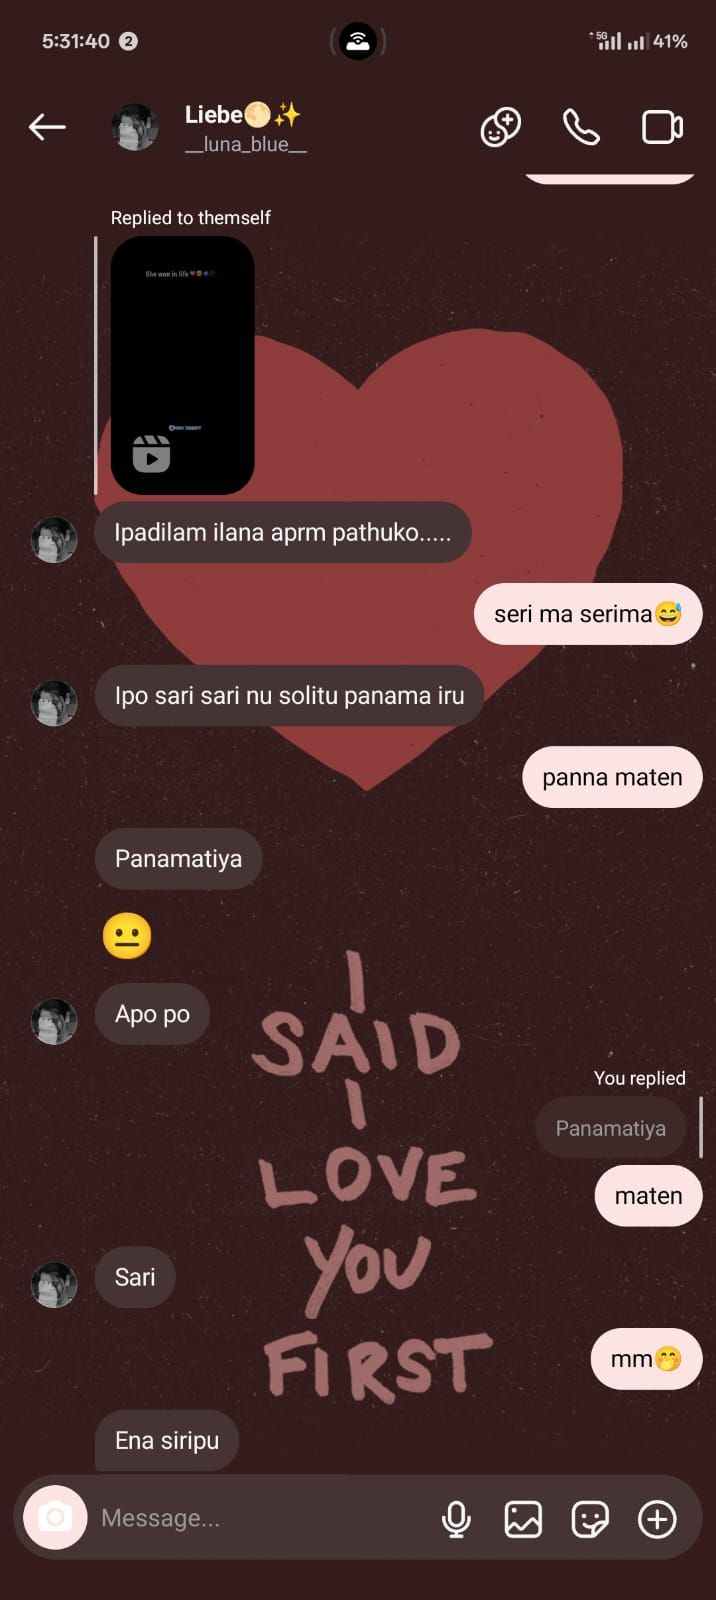 5:31:40 2 5G 41%
Liebe🌕✨
__luna_blue__
Replied to themself
She won in life
Ipadilam ilana aprm pathuko.....
seri ma serima😅
Ipo sari sari nu solitu panama iru
panna maten
Panamatiya
😐
Apo po
You replied
Panamatiya
maten
Sari
mm🤭
Ena siripu
I
SAID
I
LOVE
YOU
FIRST
Message...